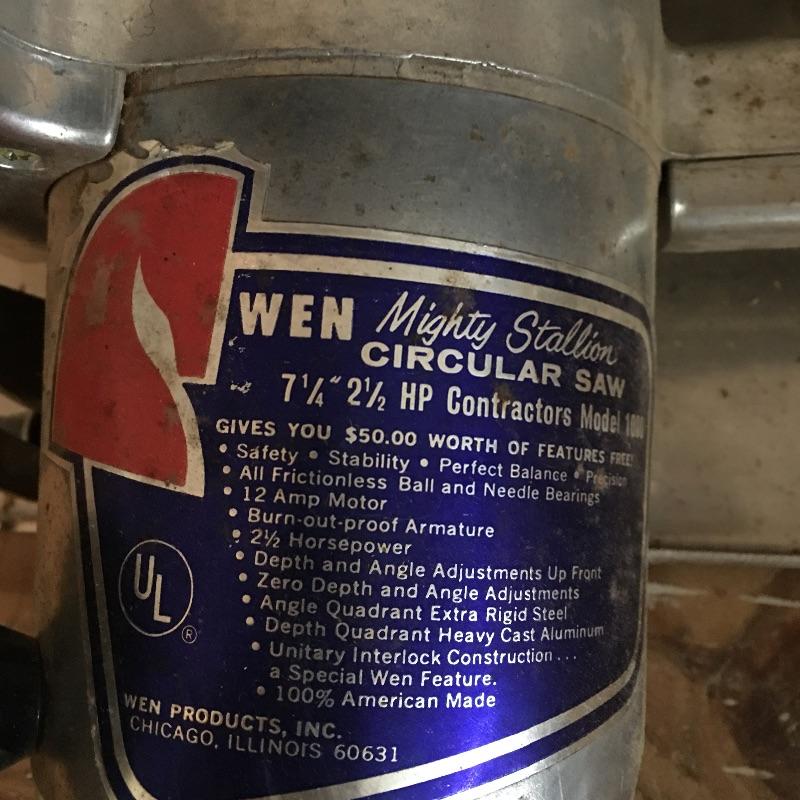 WEN Mighty Stallion
CIRCULAR SAW
7¼" 2½ HP Contractors Model
GIVES YOU $50.00 WORTH OF FEATURES FREE!
• Safety • Stability • Perfect Balance • Precision
• All Frictionless Ball and Needle Bearings
• 12 Amp Motor
• Burn-out-proof Armature
• 2½ Horsepower
• Depth and Angle Adjustments Up Front
• Zero Depth and Angle Adjustments
• Angle Quadrant Extra Rigid Steel
• Depth Quadrant Heavy Cast Aluminum
• Unitary Interlock Construction ...
a Special Wen Feature.
• 100% American Made
UL ®
WEN PRODUCTS, INC.
CHICAGO, ILLINOIS 60631